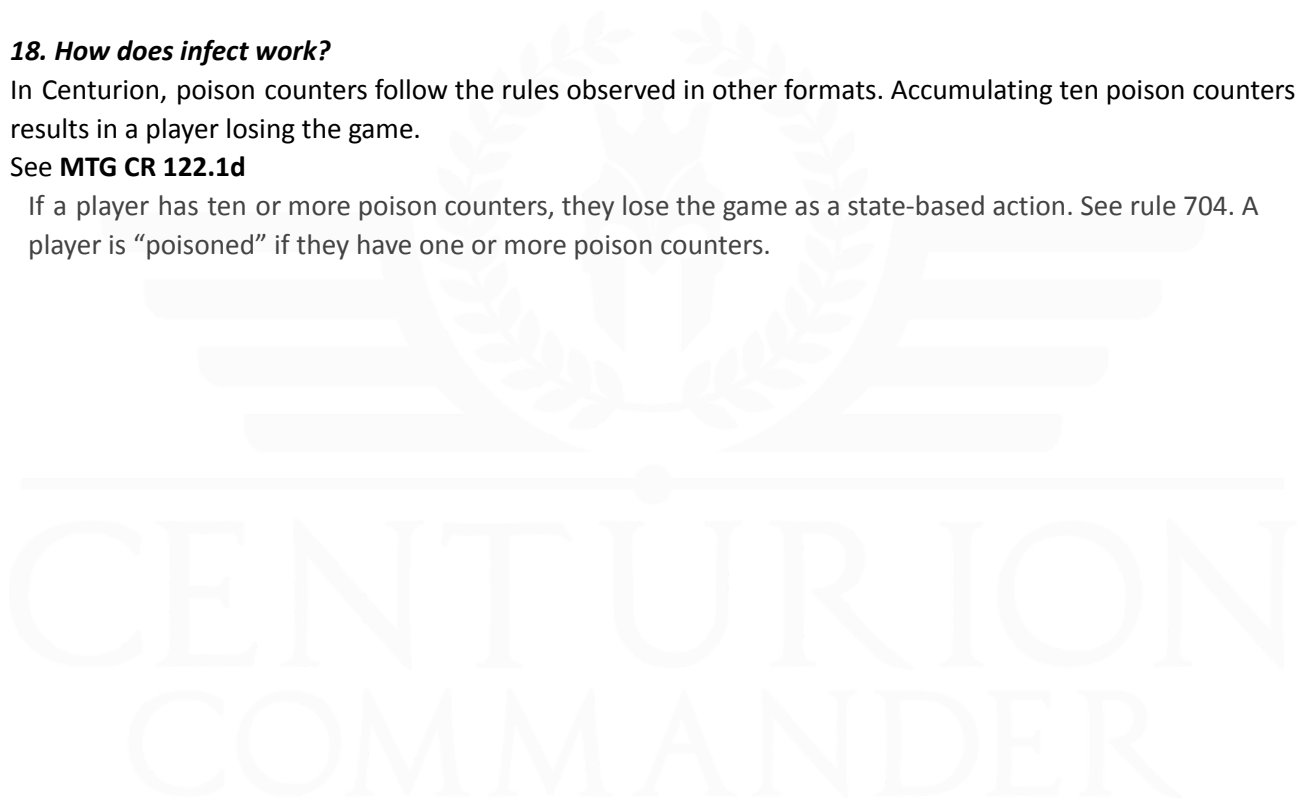 18. How does infect work?
In Centurion, poison counters follow the rules observed in other formats. Accumulating ten poison counters
results in a player losing the game.
See MTG CR 122.1d
If a player has ten or more poison counters, they lose the game as a state-based action. See rule 704. A
player is “poisoned” if they have one or more poison counters.
CENTURION
COMMANDER